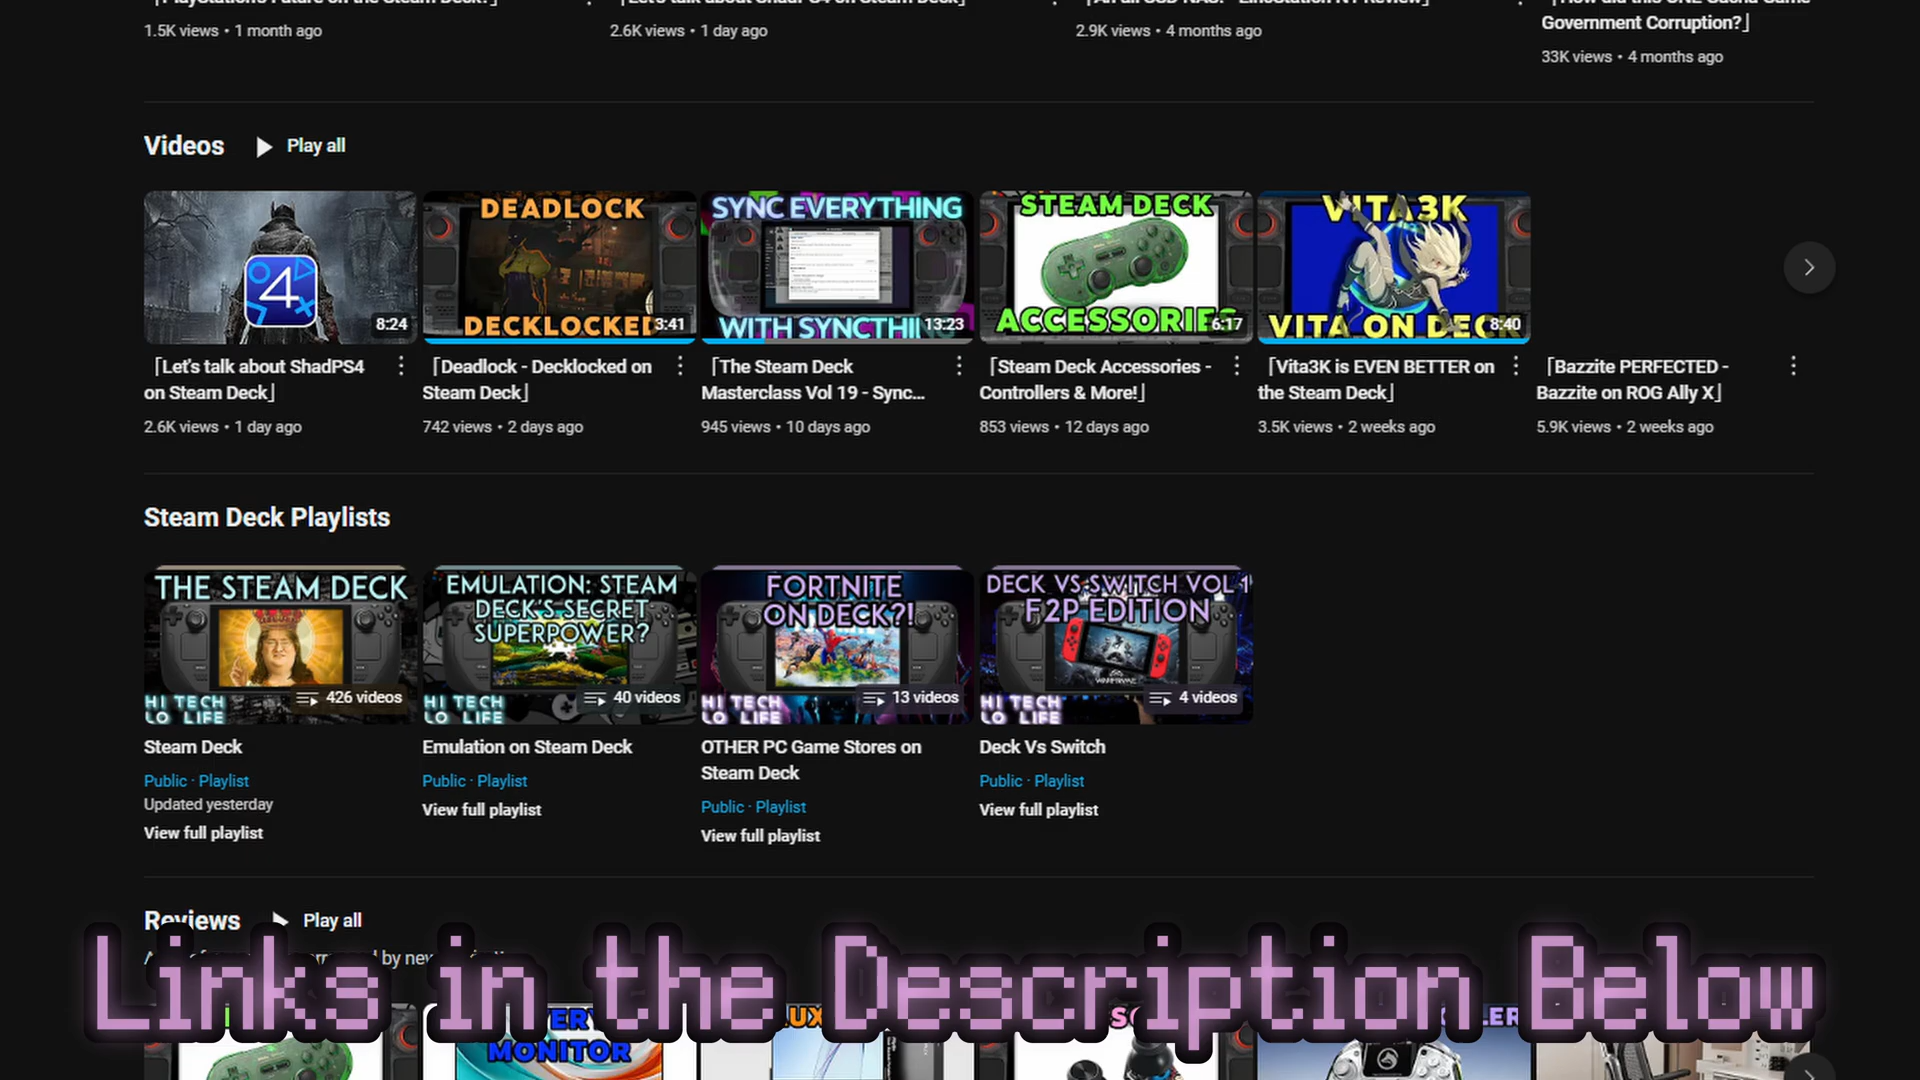 1.5K views • 1 month ago
2.6K views • 1 day ago
2.9K views • 4 months ago
Government Corruption?」
33K views • 4 months ago
Videos
Play all
DEADLOCK
DECKLOCKED
SYNC EVERYTHING
STEAM DECK
ACCESSORIES
VITA3K
VITA ON DECK
4
8:24
3:41
13:23
6:17
8:40
「Let's talk about ShadPS4
on Steam Deck」
2.6K views • 1 day ago
「Deadlock - Decklocked on
Steam Deck」
742 views • 2 days ago
「The Steam Deck
Masterclass Vol 19 - Sync...
945 views • 10 days ago
「Steam Deck Accessories -
Controllers & More!」
853 views • 12 days ago
「Vita3K is EVEN BETTER on
the Steam Deck」
3.5K views • 2 weeks ago
「Bazzite PERFECTED -
Bazzite on ROG Ally X」
5.9K views • 2 weeks ago
Steam Deck Playlists
THE STEAM DECK
HI TECH
LO LIFE
426 videos
EMULATION: STEAM
DECK'S SECRET
SUPERPOWER?
HI TECH
LO LIFE
40 videos
FORTNITE
ON DECK?!
HI TECH
LO LIFE
13 videos
DECK VS SWITCH VOL 1
F2P EDITION
WARFRAME
HI TECH
LO LIFE
4 videos
Steam Deck
Public · Playlist
Updated yesterday
View full playlist
Emulation on Steam Deck
Public · Playlist
View full playlist
OTHER PC Game Stores on
Steam Deck
Public · Playlist
View full playlist
Deck Vs Switch
Public · Playlist
View full playlist
Reviews
Play all
Links in the Description Below
MONITOR